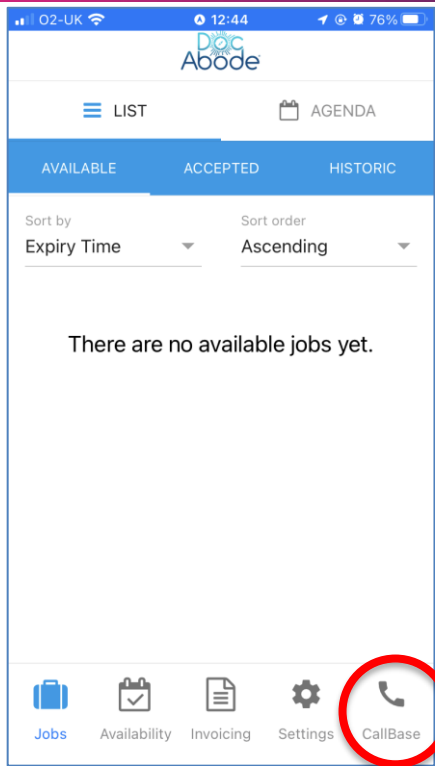 O2-UK 12:44 76%
Doc
Abode
LIST AGENDA
AVAILABLE ACCEPTED HISTORIC
Sort by Sort order
Expiry Time Ascending
There are no available jobs yet.
Jobs Availability Invoicing Settings CallBase